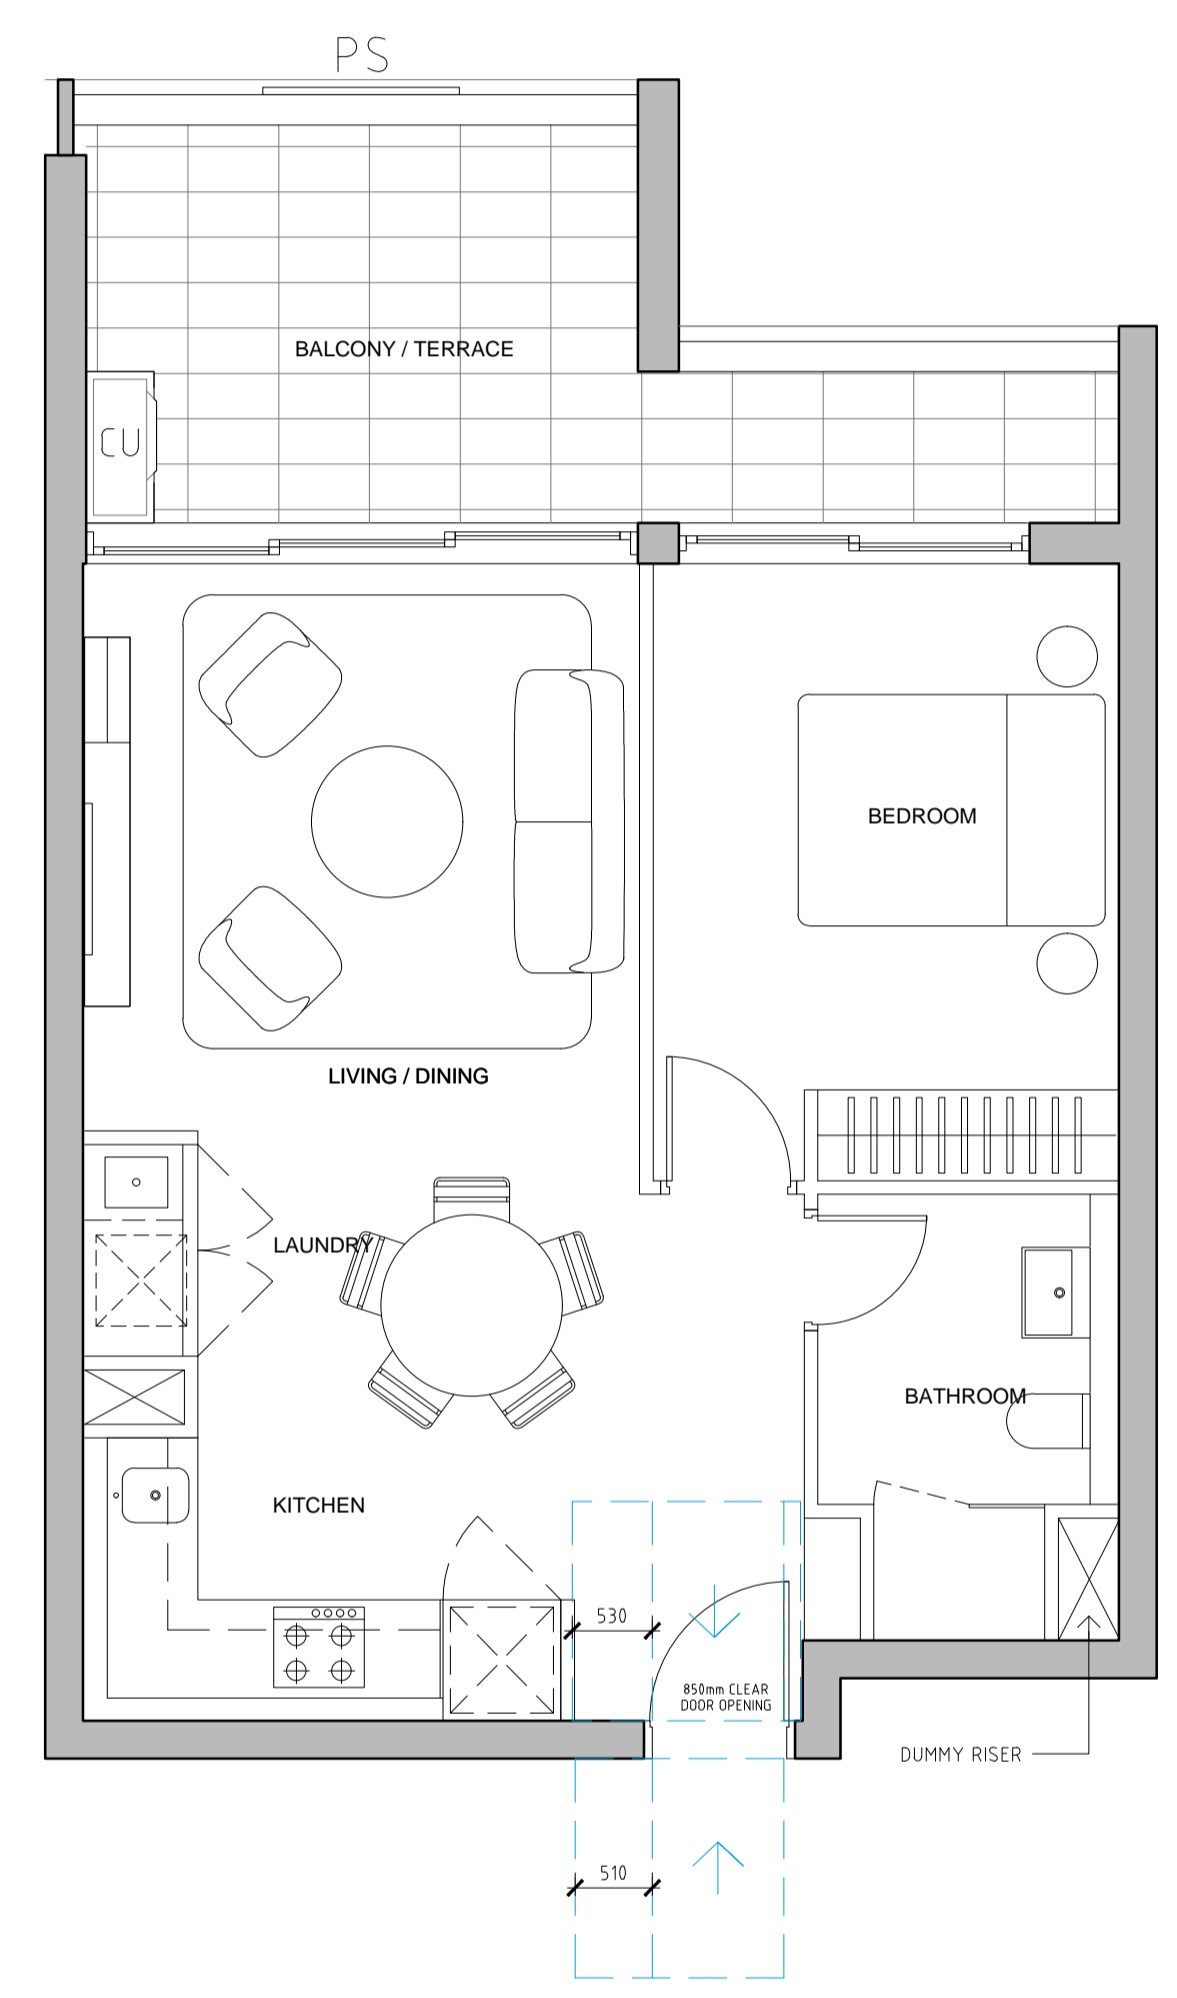 PS
BALCONY / TERRACE
CU
BEDROOM
LIVING / DINING
LAUNDRY
BATHROOM
KITCHEN
530
850mm CLEAR
DOOR OPENING
DUMMY RISER
510